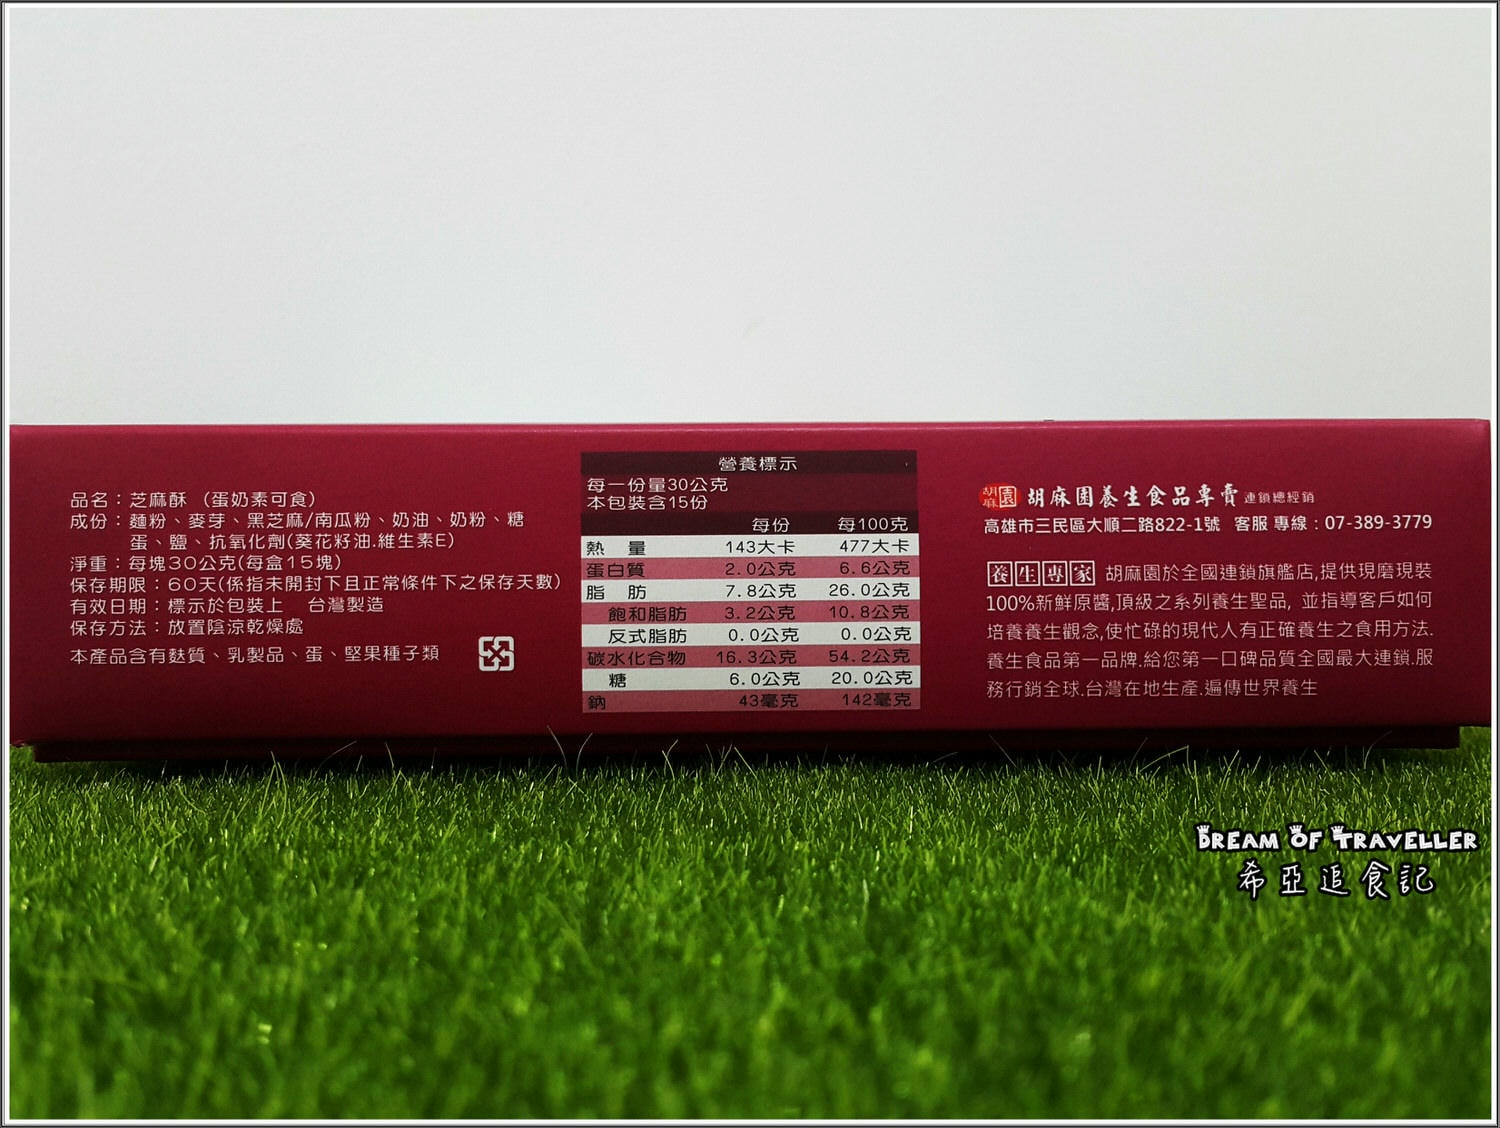 品名：芝麻酥 （蛋奶素可食）
成份：麵粉、麥芽、黑芝麻/南瓜粉、奶油、奶粉、糖
蛋、鹽、抗氧化劑(葵花籽油.維生素E)
淨重：每塊30公克(每盒15塊)
保存期限：60天(係指未開封下且正常條件下之保存天數)
有效日期：標示於包裝上 台灣製造
保存方法：放置陰涼乾燥處
本產品含有麩質、乳製品、蛋、堅果種子類
營養標示
每一份量30公克
本包裝含15份
每份 每100克
熱 量 143大卡 477大卡
蛋白質 2.0公克 6.6公克
脂 肪 7.8公克 26.0公克
飽和脂肪 3.2公克 10.8公克
反式脂肪 0.0公克 0.0公克
碳水化合物 16.3公克 54.2公克
糖 6.0公克 20.0公克
鈉 43毫克 142毫克
胡麻園 胡麻園養生食品專賣 連鎖總經銷
高雄市三民區大順二路822-1號 客服專線：07-389-3779
養生專家 胡麻園於全國連鎖旗艦店,提供現磨現裝
100%新鮮原醬,頂級之系列養生聖品, 並指導客戶如何
培養養生觀念,使忙碌的現代人有正確養生之食用方法.
養生食品第一品牌.給您第一口碑品質全國最大連鎖.服
務行銷全球.台灣在地生產.遍傳世界養生
DREAM OF TRAVELLER
希亞追食記